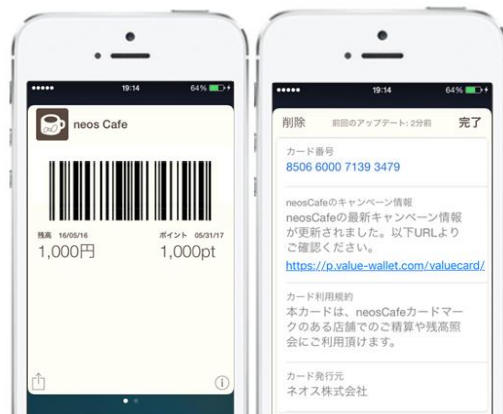 19:14
64%
neos Cafe
残高 16/05/16
ポイント 05/31/17
1,000円
1,000pt
19:14
64%
削除
前回のアップデート: 2分前
完了
カード番号
8506 6000 7139 3479
neosCafeのキャンペーン情報
neosCafeの最新キャンペーン情報
が更新されました。以下URLより
ご確認ください。
https://p.value-wallet.com/valuecard/
カード利用規約
本カードは、neosCafeカードマー
クのある店舗でのご精算や残高照
会にご利用頂けます。
カード発行元
ネオス株式会社